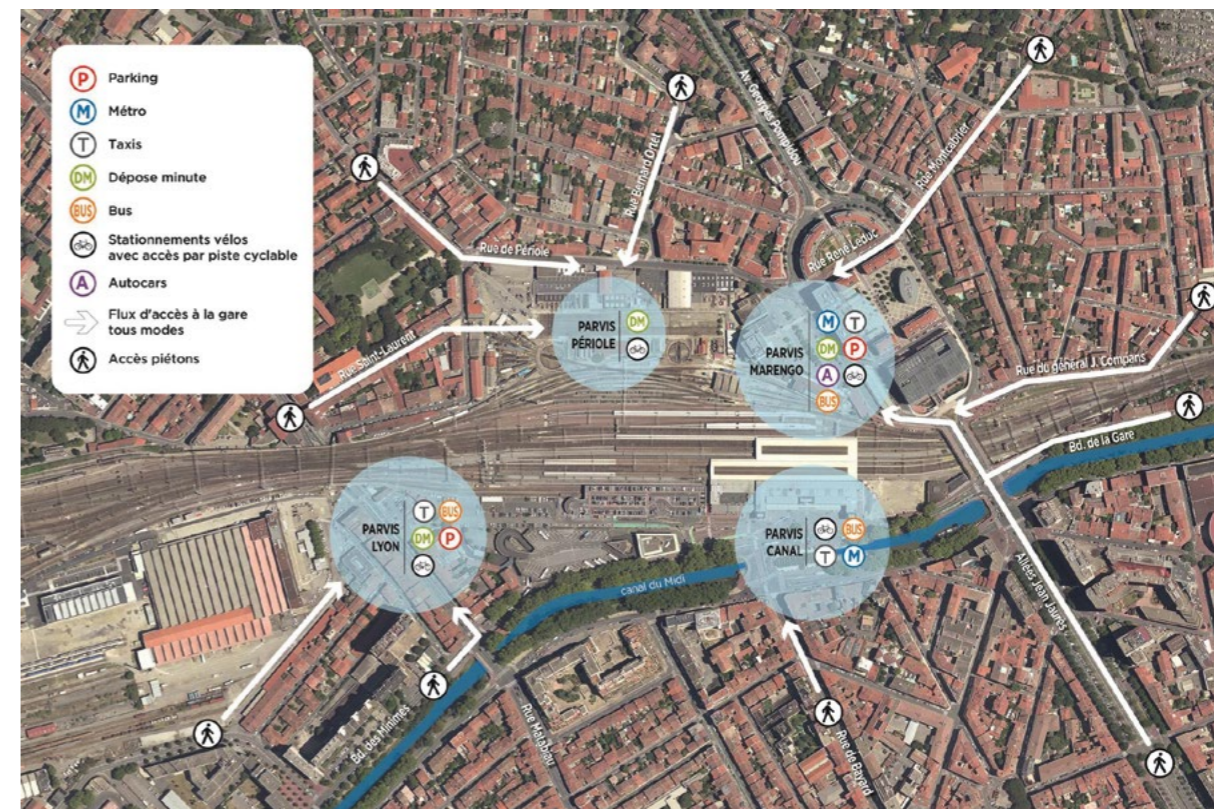 P Parking
M Métro
T Taxis
DM Dépose minute
BUS Bus
Stationnements vélos
avec accès par piste cyclable
A Autocars
Flux d'accès à la gare
tous modes
Accès piétons
Av. Georges Pompidou
Rue Bernard Ortet
Rue Montcabrier
Rue de Périole
Rue René Leduc
Rue Saint-Laurent
PARVIS
PÉRIOLE
DM
PARVIS
MARENGO
M T
DM P
A
BUS
Rue du général J. Compans
Bd. de la Gare
PARVIS
LYON
T BUS
DM P
PARVIS
CANAL
BUS
T M
canal du Midi
Allées Jean Jaurès
Bd. des Minimes
Rue Matabiau
Rue de Bayard